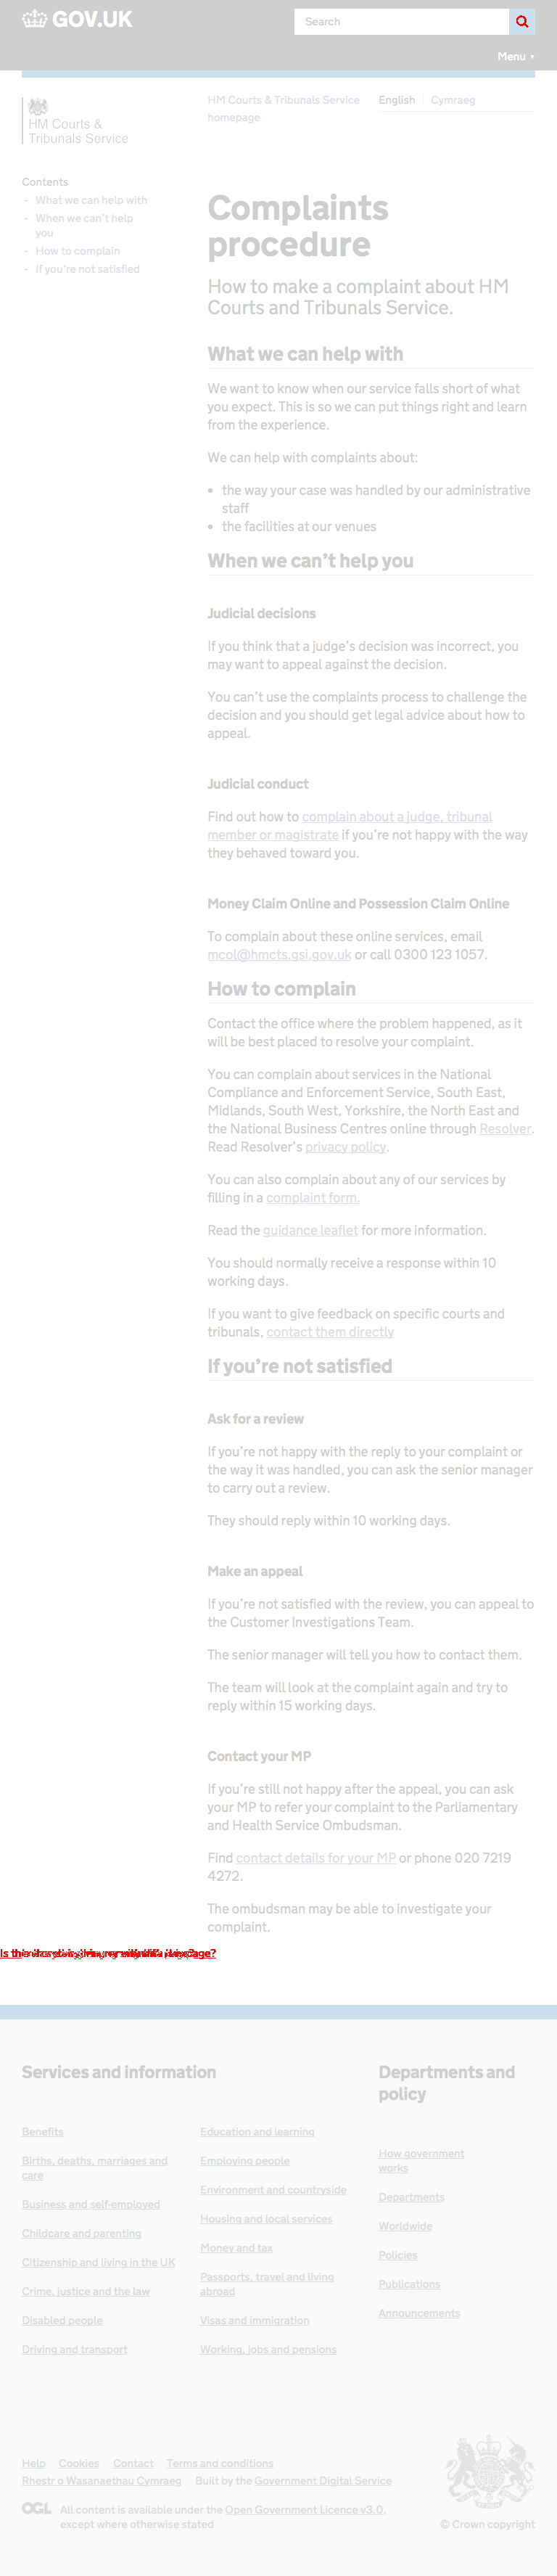 GOV.UK
Search
Menu
HM Courts & Tribunals Service
homepage
English
Cymraeg
HM Courts &
Tribunals Service
Contents
- What we can help with
- When we can't help
you
- How to complain
- If you're not satisfied
Complaints
procedure
How to make a complaint about HM
Courts and Tribunals Service.
What we can help with
We want to know when our service falls short of what
you expect. This is so we can put things right and learn
from the experience.
We can help with complaints about:
• the way your case was handled by our administrative
staff
• the facilities at our venues
When we can't help you
Judicial decisions
If you think that a judge's decision was incorrect, you
may want to appeal against the decision.
You can't use the complaints process to challenge the
decision and you should get legal advice about how to
appeal.
Judicial conduct
Find out how to complain about a judge, tribunal
member or magistrate if you're not happy with the way
they behaved toward you.
Money Claim Online and Possession Claim Online
To complain about these online services, email
mcol@hmcts.gsi.gov.uk or call 0300 123 1057.
How to complain
Contact the office where the problem happened, as it
will be best placed to resolve your complaint.
You can complain about services in the National
Compliance and Enforcement Service, South East,
Midlands, South West, Yorkshire, the North East and
the National Business Centres online through Resolver.
Read Resolver's privacy policy.
You can also complain about any of our services by
filling in a complaint form.
Read the guidance leaflet for more information.
You should normally receive a response within 10
working days.
If you want to give feedback on specific courts and
tribunals, contact them directly
If you're not satisfied
Ask for a review
If you're not happy with the reply to your complaint or
the way it was handled, you can ask the senior manager
to carry out a review.
They should reply within 10 working days.
Make an appeal
If you're not satisfied with the review, you can appeal to
the Customer Investigations Team.
The senior manager will tell you how to contact them.
The team will look at the complaint again and try to
reply within 15 working days.
Contact your MP
If you're still not happy after the appeal, you can ask
your MP to refer your complaint to the Parliamentary
and Health Service Ombudsman.
Find contact details for your MP or phone 020 7219
4272.
The ombudsman may be able to investigate your
complaint.
Services and information
Benefits
Births, deaths, marriages and
care
Business and self-employed
Childcare and parenting
Citizenship and living in the UK
Crime, justice and the law
Disabled people
Driving and transport
Education and learning
Employing people
Environment and countryside
Housing and local services
Money and tax
Passports, travel and living
abroad
Visas and immigration
Working, jobs and pensions
Departments and
policy
How government
works
Departments
Worldwide
Policies
Publications
Announcements
Help Cookies Contact Terms and conditions
Rhestr o Wasanaethau Cymraeg Built by the Government Digital Service
OGL All content is available under the Open Government Licence v3.0,
except where otherwise stated
© Crown copyright